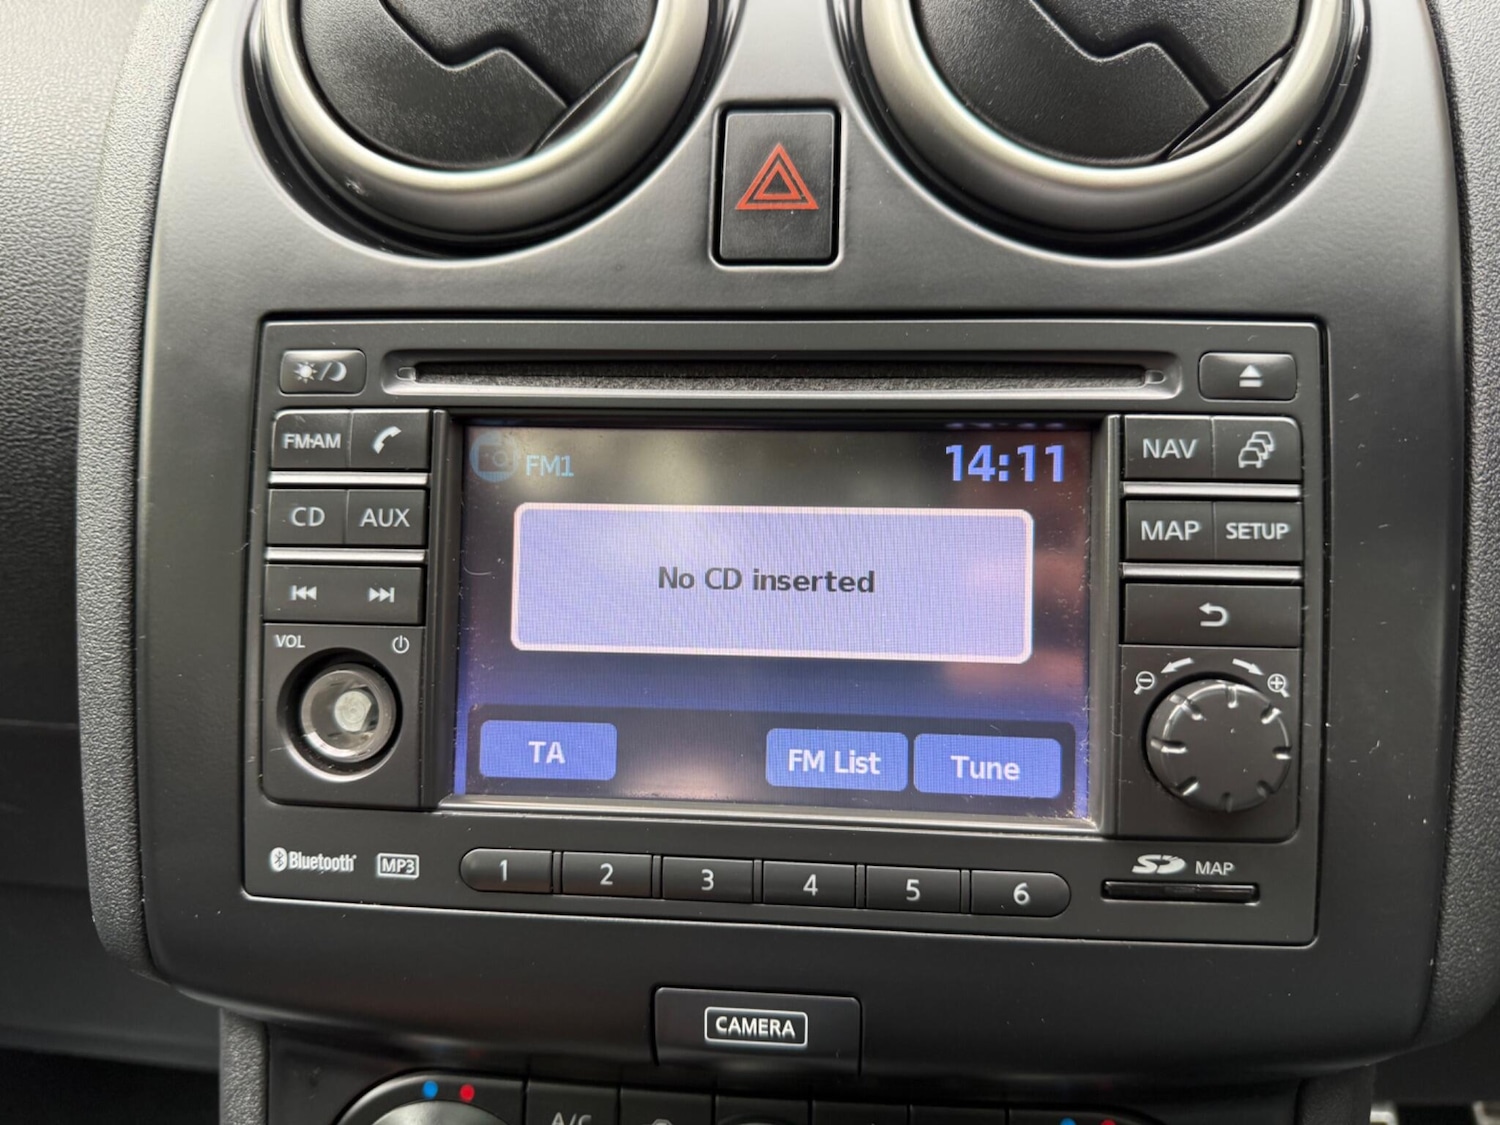 FM·AM
CD AUX
VOL
FM1 14:11
No CD inserted
TA FM List Tune
NAV
MAP SETUP
Bluetooth MP3
1 2 3 4 5 6
SD MAP
CAMERA
A/C